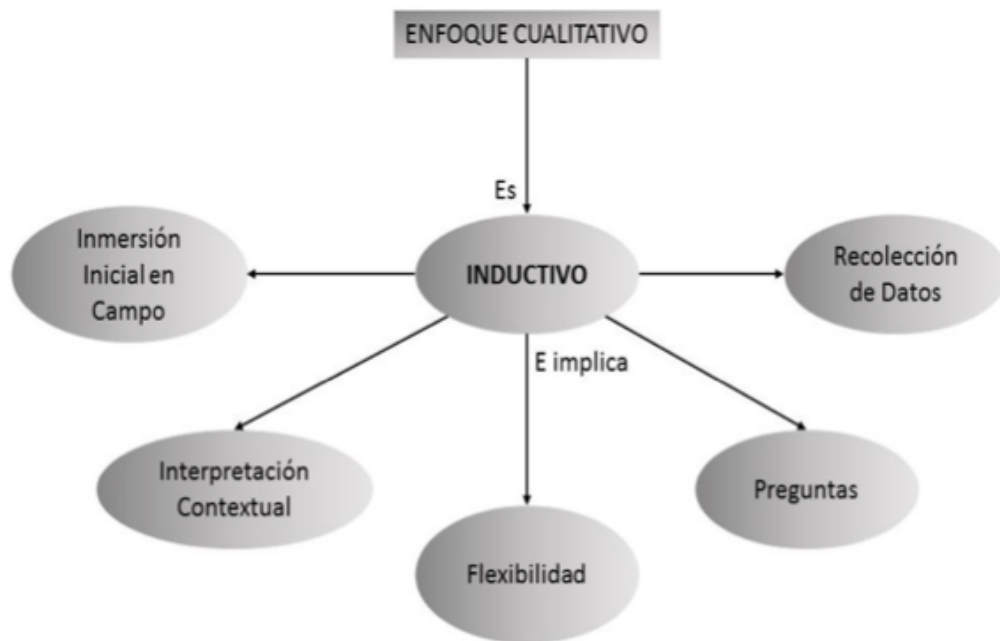 ENFOQUE CUALITATIVO
Es
Inmersión
Inicial en
Campo
INDUCTIVO
Recolección
de Datos
E implica
Interpretación
Contextual
Preguntas
Flexibilidad